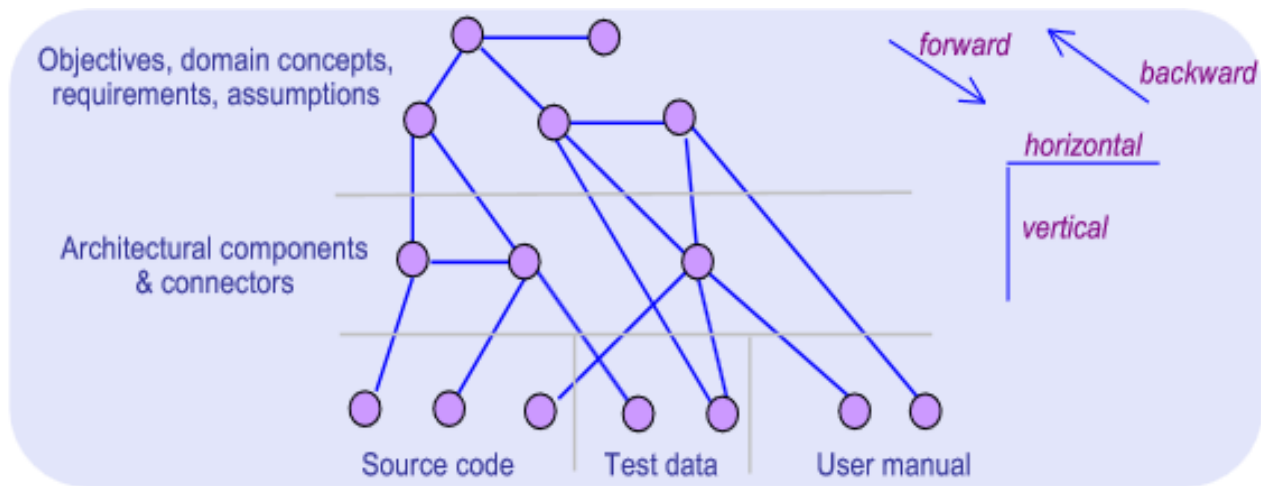 Objectives, domain concepts,
requirements, assumptions
forward
backward
horizontal
vertical
Architectural components
& connectors
Source code
Test data
User manual